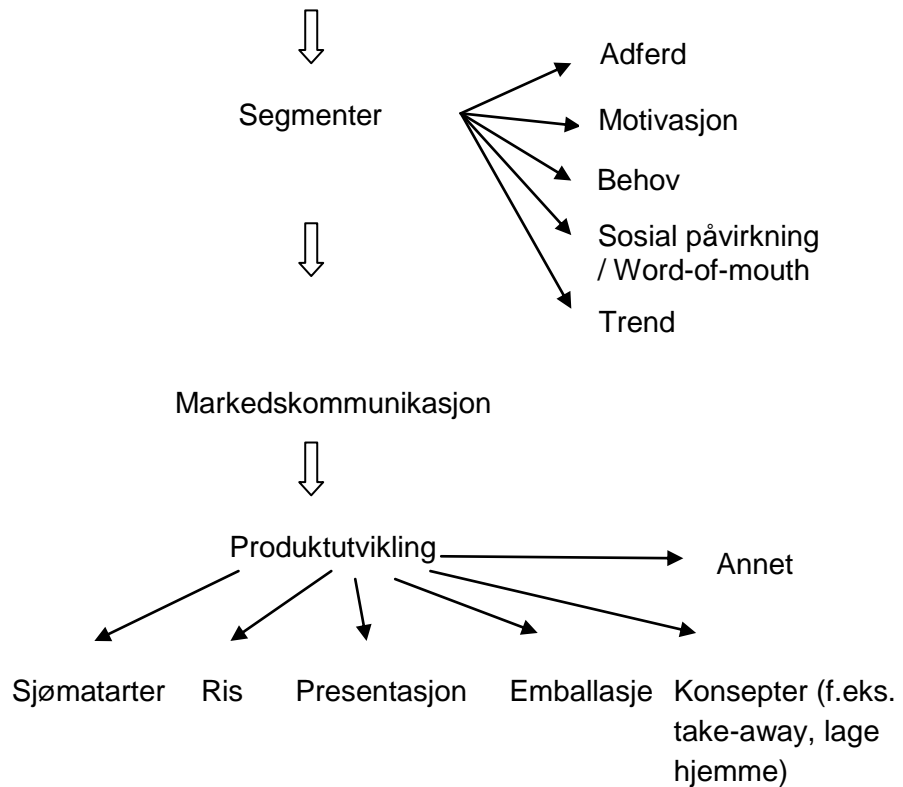 Adferd
Segmenter
Motivasjon
Behov
Sosial påvirkning
/ Word-of-mouth
Trend
Markedskommunikasjon
Produktutvikling
Annet
Sjømatarter
Ris
Presentasjon
Emballasje
Konsepter (f.eks.
take-away, lage
hjemme)